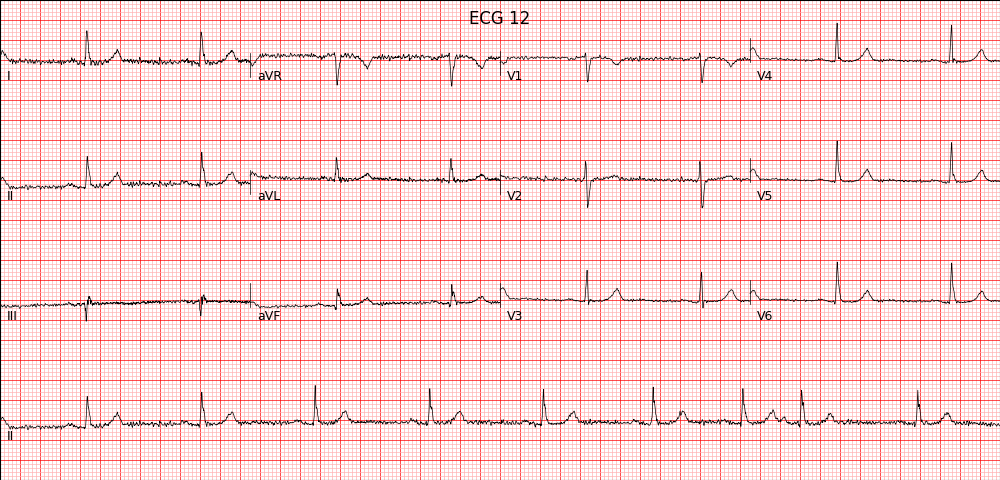 ECG 12
I aVR V1 V4
II aVL V2 V5
III aVF V3 V6
II